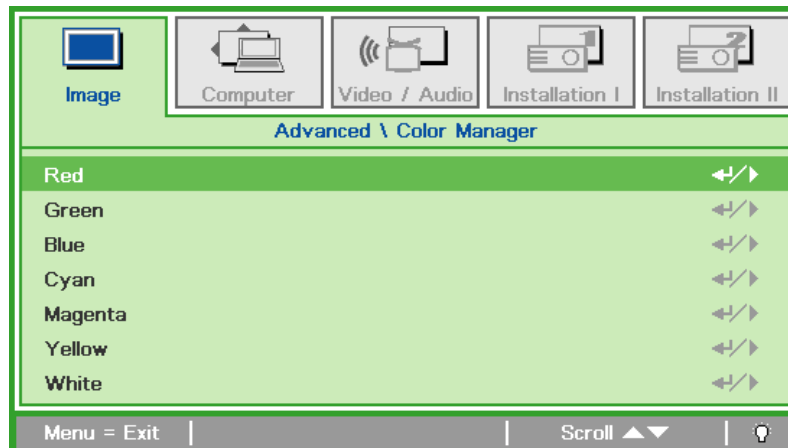 Image Computer Video / Audio Installation I Installation II
Advanced \ Color Manager
Red
Green
Blue
Cyan
Magenta
Yellow
White
Menu = Exit Scroll